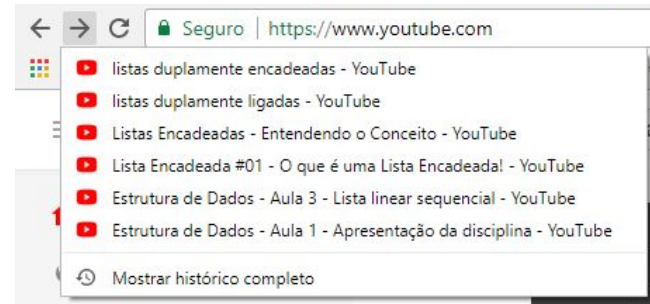 Seguro | https://www.youtube.com
listas duplamente encadeadas - YouTube
listas duplamente ligadas - YouTube
Listas Encadeadas - Entendendo o Conceito - YouTube
Lista Encadeada #01 - O que é uma Lista Encadeada! - YouTube
Estrutura de Dados - Aula 3 - Lista linear sequencial - YouTube
Estrutura de Dados - Aula 1 - Apresentação da disciplina - YouTube
Mostrar histórico completo